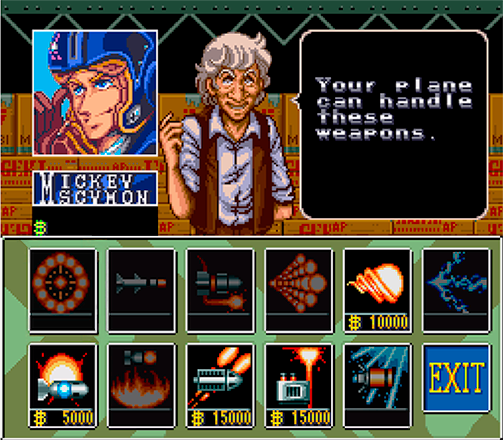 Your plane
can handle
these
weapons.
MICKEY
SCYMON
$
$ 10000
$ 5000
$ 15000
$ 15000
EXIT